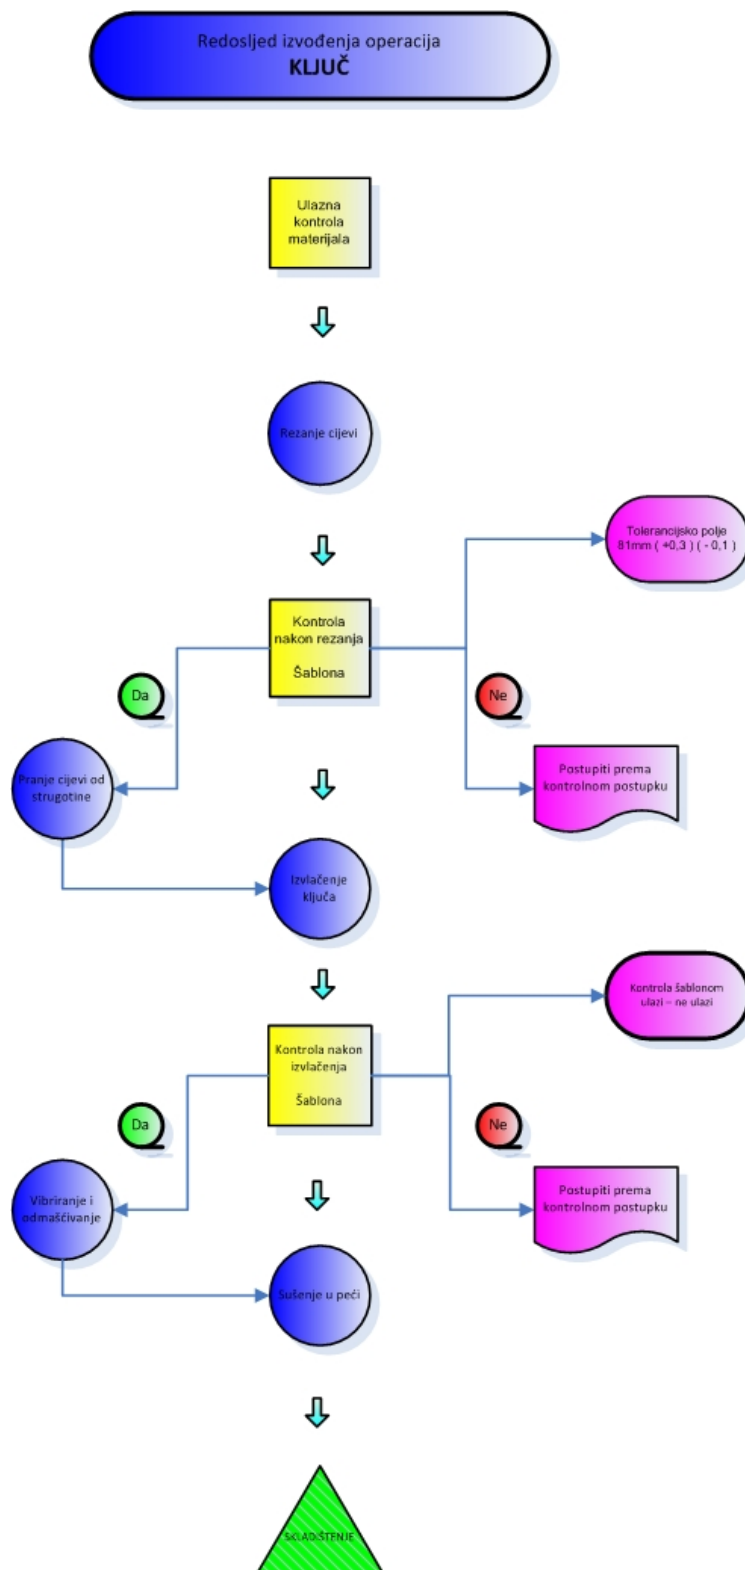 Redosljed izvođenja operacija
KLJUČ
Ulazna
kontrola
materijala
Rezanje cijevi
Tolerancijsko polje
81mm ( +0,3 ) ( - 0,1 )
Kontrola
nakon rezanja
Šablona
Da
Ne
Pranje cijevi od
strugotine
Postupiti prema
kontrolnom postupku
Izvlačenje
ključa
Kontrola šablonom
ulazi – ne ulazi
Kontrola nakon
izvlačenja
Šablona
Da
Ne
Vibriranje i
odmašćivanje
Postupiti prema
kontrolnom postupku
Sušenje u peći
SKLADIŠTENJE